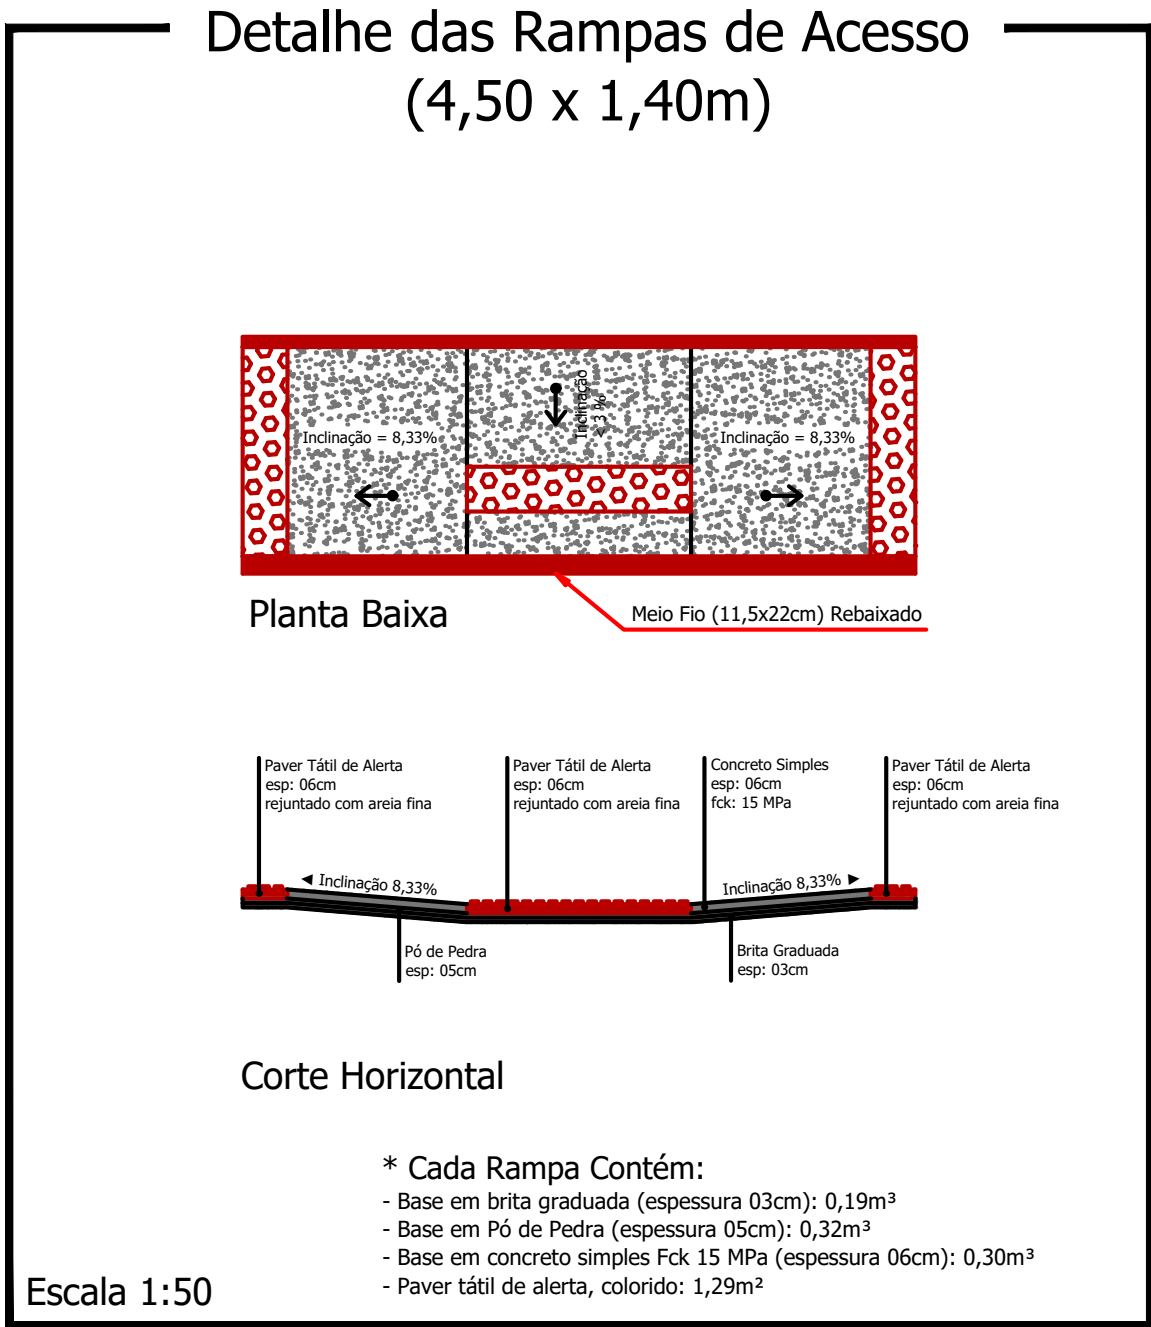 Detalhe das Rampas de Acesso
(4,50 x 1,40m)
Inclinação = 8,33%
Inclinação
< 3 %
Inclinação = 8,33%
Planta Baixa
Meio Fio (11,5x22cm) Rebaixado
Paver Tátil de Alerta
esp: 06cm
rejuntado com areia fina
Paver Tátil de Alerta
esp: 06cm
rejuntado com areia fina
Concreto Simples
esp: 06cm
fck: 15 MPa
Paver Tátil de Alerta
esp: 06cm
rejuntado com areia fina
Inclinação 8,33%
Inclinação 8,33%
Pó de Pedra
esp: 05cm
Brita Graduada
esp: 03cm
Corte Horizontal
* Cada Rampa Contém:
- Base em brita graduada (espessura 03cm): 0,19m³
- Base em Pó de Pedra (espessura 05cm): 0,32m³
- Base em concreto simples Fck 15 MPa (espessura 06cm): 0,30m³
- Paver tátil de alerta, colorido: 1,29m²
Escala 1:50